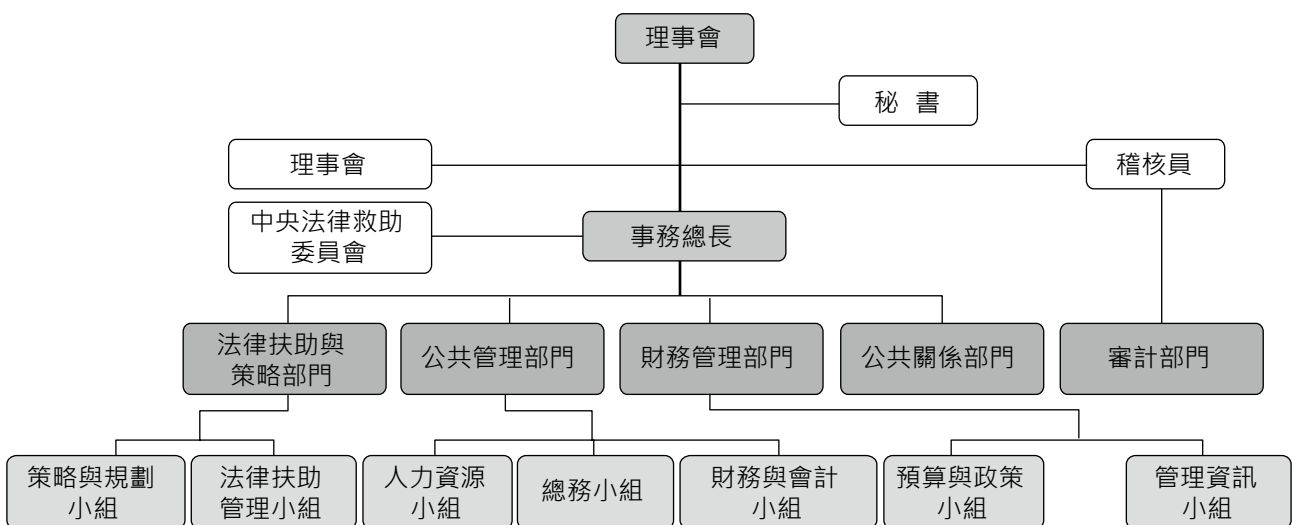 理事會
秘 書
理事會
稽核員
中央法律救助
委員會
事務總長
法律扶助與
策略部門
公共管理部門
財務管理部門
公共關係部門
審計部門
策略與規劃
小組
法律扶助
管理小組
人力資源
小組
總務小組
財務與會計
小組
預算與政策
小組
管理資訊
小組